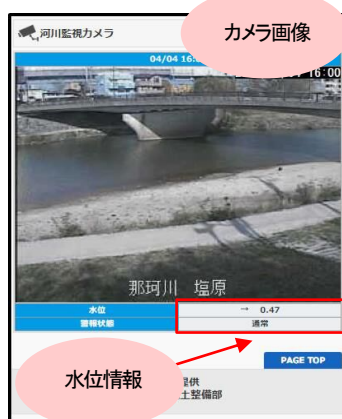 河川監視カメラ
カメラ画像
04/04 16:
16:00
那珂川 塩原
水位 → 0.47
警報状態 通常
PAGE TOP
水位情報
提供
土整備部